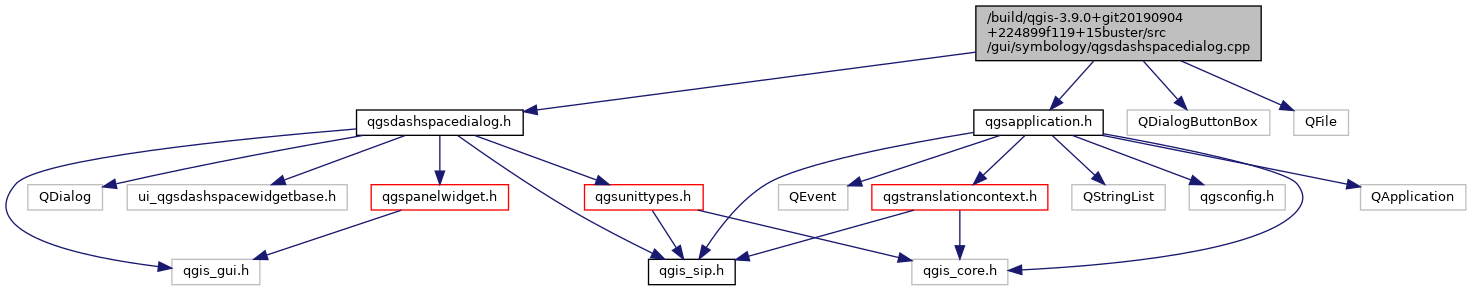 /build/qgis-3.9.0+git20190904
+224899f119+15buster/src
/gui/symbology/qgsdashspacedialog.cpp
qgsdashspacedialog.h
qgsapplication.h
QDialogButtonBox
QFile
QDialog
ui_qgsdashspacewidgetbase.h
qgspanelwidget.h
qgsunittypes.h
QEvent
qgstranslationcontext.h
QStringList
qgsconfig.h
QApplication
qgis_gui.h
qgis_sip.h
qgis_core.h